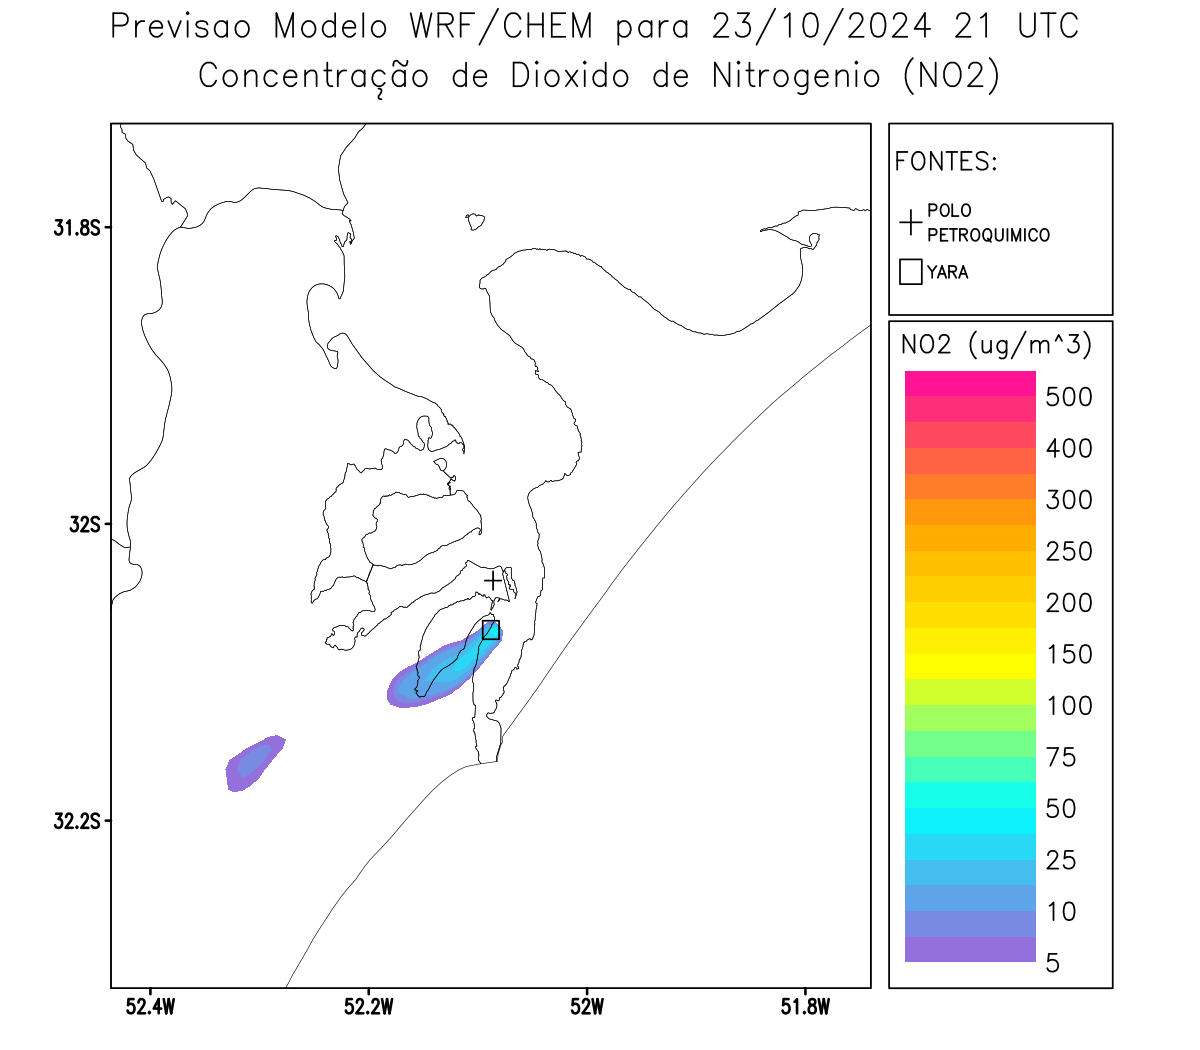 Previsao Modelo WRF/CHEM para 23/10/2024 21 UTC
Concentração de Dioxido de Nitrogenio (NO2)
FONTES:
POLO
PETROQUIMICO
YARA
NO2 (ug/m^3)
500
400
300
250
200
150
100
75
50
25
10
5
31.8S
32S
32.2S
52.4W
52.2W
52W
51.8W